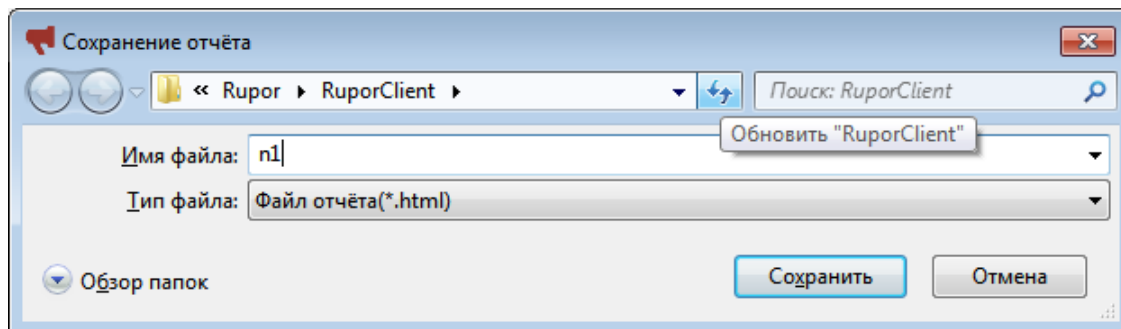 Сохранение отчёта
« Rupor RuporClient Поиск: RuporClient
Обновить "RuporClient"
Имя файла: n1
Тип файла: Файл отчёта(*.html)
Обзор папок Сохранить Отмена